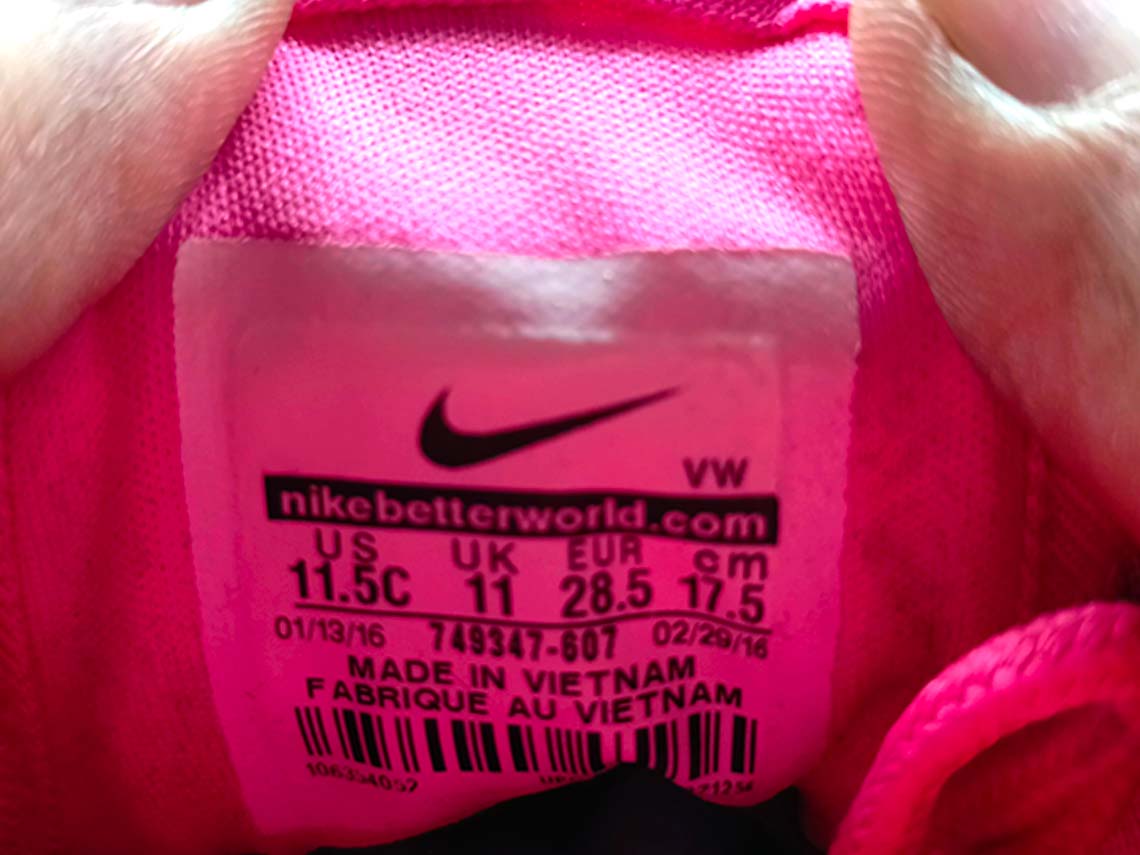 VW
nikebetterworld.com
US UK EUR cm
11.5C 11 28.5 17.5
01/13/16 749347-607 02/29/16
MADE IN VIETNAM
FABRIQUE AU VIETNAM